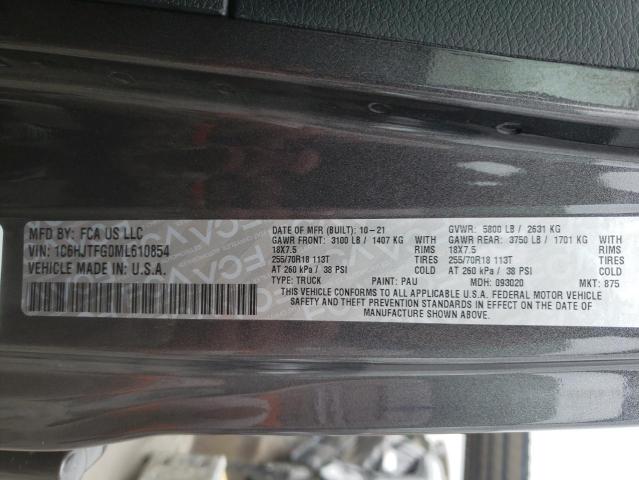 MFD BY: FCA US LLC
VIN: 1C6HJTFG0ML610854
VEHICLE MADE IN U.S.A.
DATE OF MFR (BUILT): 10-21 GVWR: 5800 LB / 2631 KG
GAWR FRONT: 3100 LB / 1407 KG WITH GAWR REAR: 3750 LB / 1701 KG WITH
18X7.5 RIMS 18X7.5 RIMS
255/70R18 113T TIRES 255/70R18 113T TIRES
AT 260 kPa / 38 PSI COLD AT 260 kPa / 38 PSI COLD
TYPE: TRUCK PAINT: PAU MDH: 093020 MKT: 875
THIS VEHICLE CONFORMS TO ALL APPLICABLE U.S.A. FEDERAL MOTOR VEHICLE
SAFETY AND THEFT PREVENTION STANDARDS IN EFFECT ON THE DATE OF
MANUFACTURE SHOWN ABOVE.